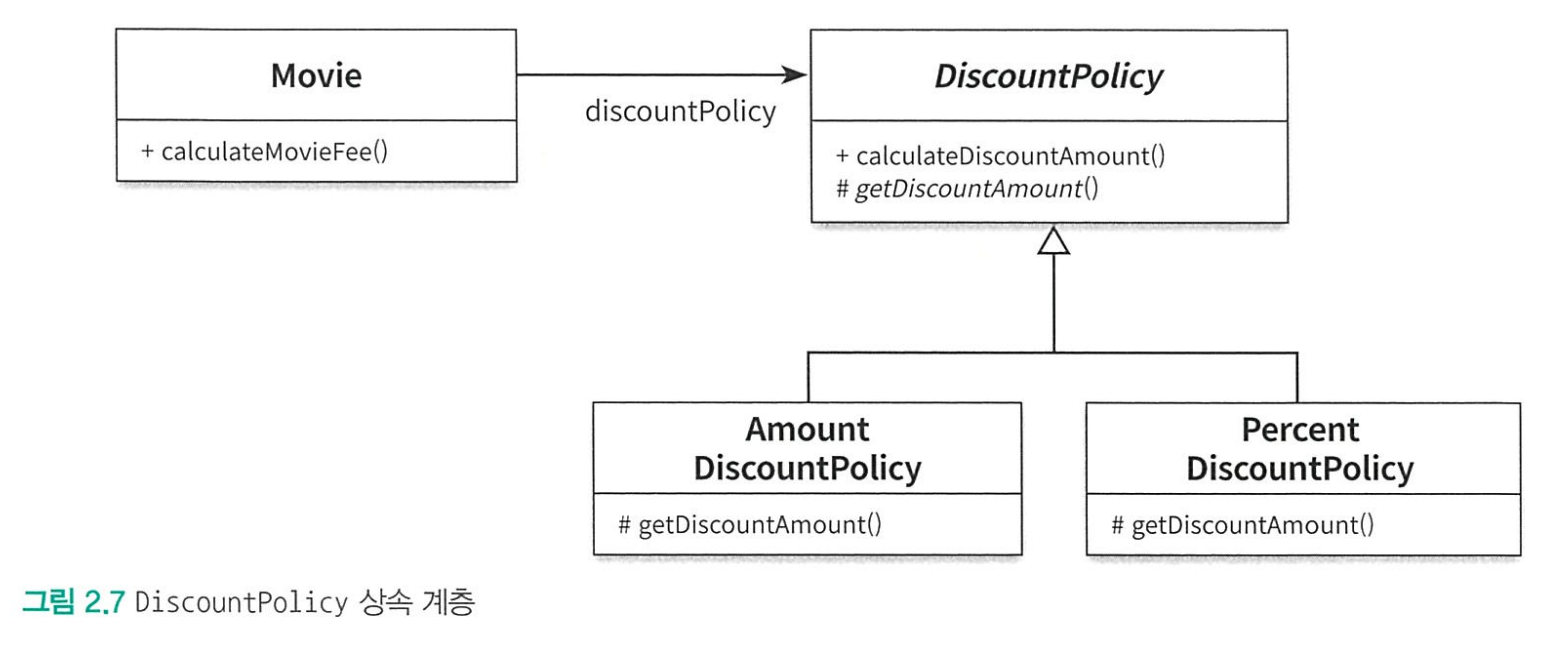 Movie
+ calculateMovieFee()
discountPolicy
DiscountPolicy
+ calculateDiscountAmount()
# getDiscountAmount()
Amount
DiscountPolicy
# getDiscountAmount()
Percent
DiscountPolicy
# getDiscountAmount()
그림 2.7 DiscountPolicy 상속 계층